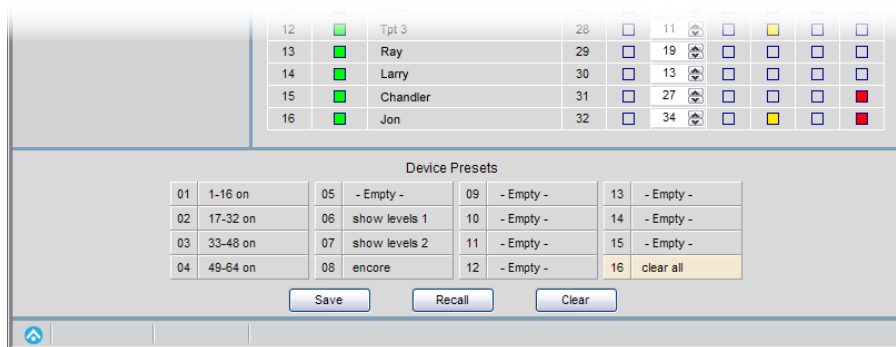 12 Tpt 3 28 11
13 Ray 29 19
14 Larry 30 13
15 Chandler 31 27
16 Jon 32 34
Device Presets
01 1-16 on 05 - Empty - 09 - Empty - 13 - Empty -
02 17-32 on 06 show levels 1 10 - Empty - 14 - Empty -
03 33-48 on 07 show levels 2 11 - Empty - 15 - Empty -
04 49-64 on 08 encore 12 - Empty - 16 clear all
Save Recall Clear